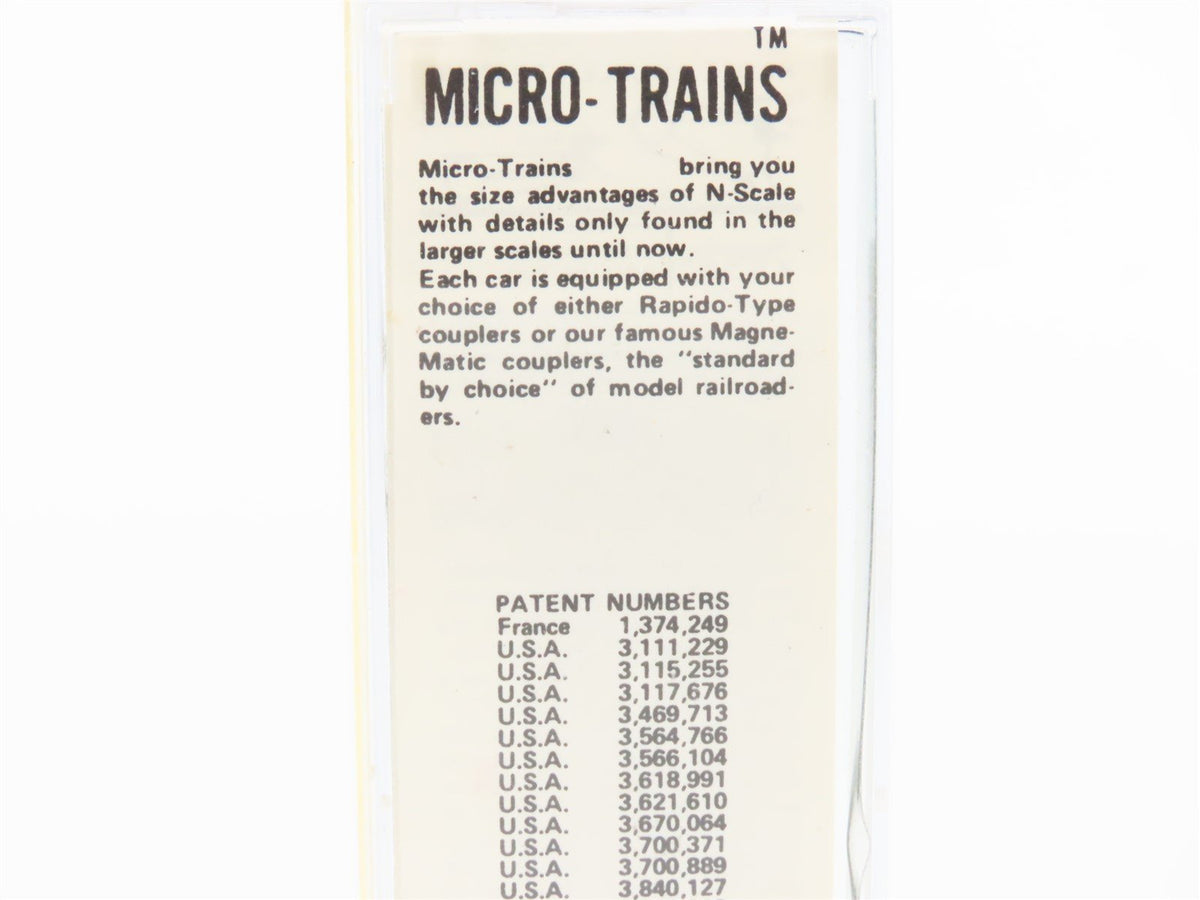 TM
MICRO-TRAINS
Micro-Trains bring you
the size advantages of N-Scale
with details only found in the
larger scales until now.
Each car is equipped with your
choice of either Rapido-Type
couplers or our famous Magne-
Matic couplers, the "standard
by choice" of model railroad-
ers.
PATENT NUMBERS
France 1,374,249
U.S.A. 3,111,229
U.S.A. 3,115,255
U.S.A. 3,117,676
U.S.A. 3,469,713
U.S.A. 3,564,766
U.S.A. 3,566,104
U.S.A. 3,618,991
U.S.A. 3,621,610
U.S.A. 3,670,064
U.S.A. 3,700,371
U.S.A. 3,700,889
U.S.A. 3,840,127